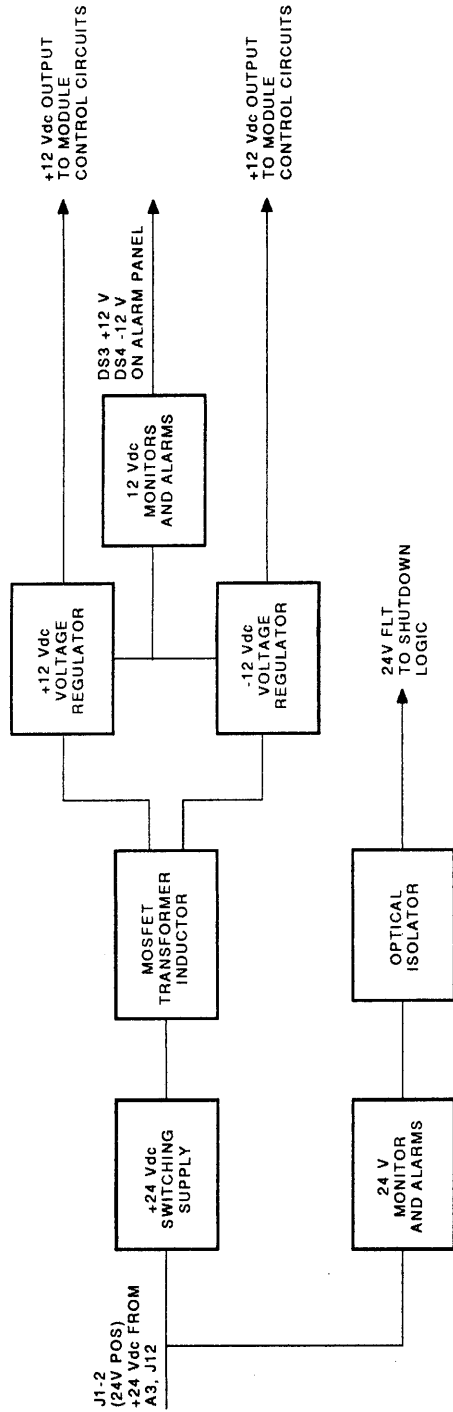 J1-2
(24V POS)
+24 Vdc FROM
A3, J12
+24 Vdc
SWITCHING
SUPPLY
MOSFET
TRANSFORMER
INDUCTOR
+12 Vdc
VOLTAGE
REGULATOR
+12 Vdc OUTPUT
TO MODULE
CONTROL CIRCUITS
12 Vdc
MONITORS
AND ALARMS
DS3 +12 V
DS4 -12 V
ON ALARM PANEL
-12 Vdc
VOLTAGE
REGULATOR
+12 Vdc OUTPUT
TO MODULE
CONTROL CIRCUITS
24 V
MONITOR
AND ALARMS
OPTICAL
ISOLATOR
24V FLT
TO SHUTDOWN
LOGIC